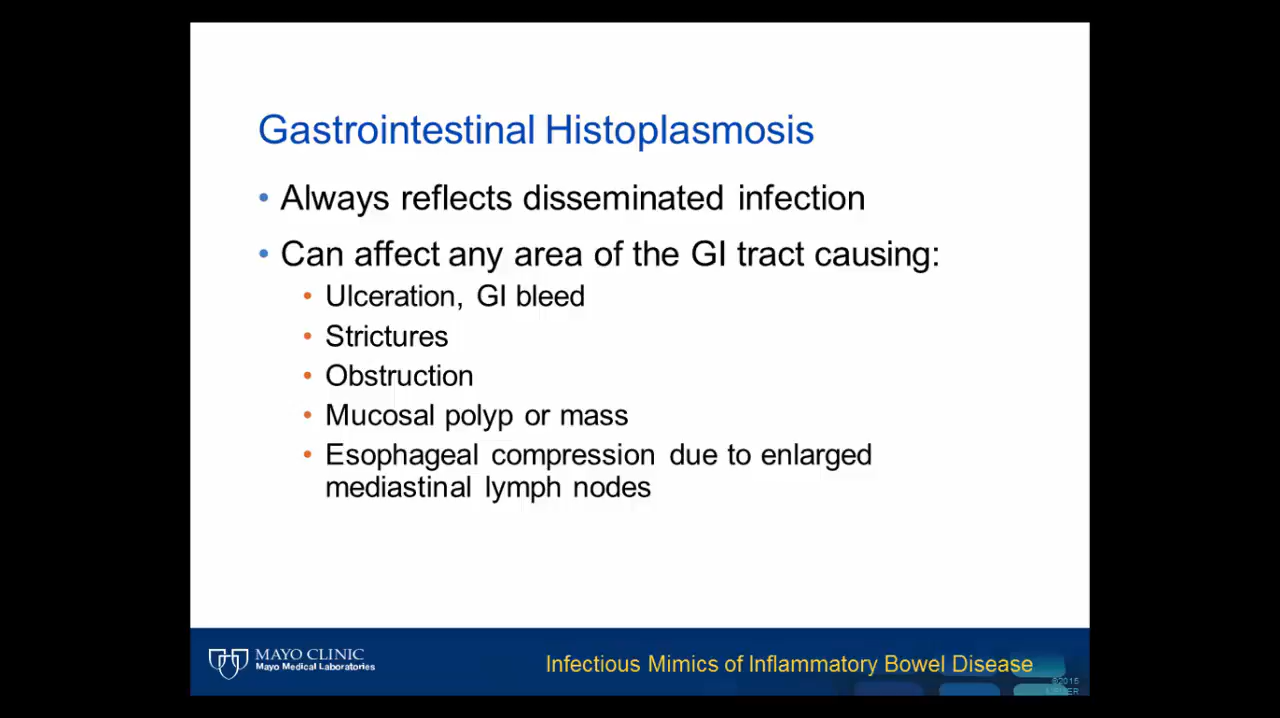 Gastrointestinal Histoplasmosis
• Always reflects disseminated infection
• Can affect any area of the GI tract causing:
• Ulceration, GI bleed
• Strictures
• Obstruction
• Mucosal polyp or mass
• Esophageal compression due to enlarged
mediastinal lymph nodes
MAYO CLINIC
Mayo Medical Laboratories
Infectious Mimics of Inflammatory Bowel Disease
©2015